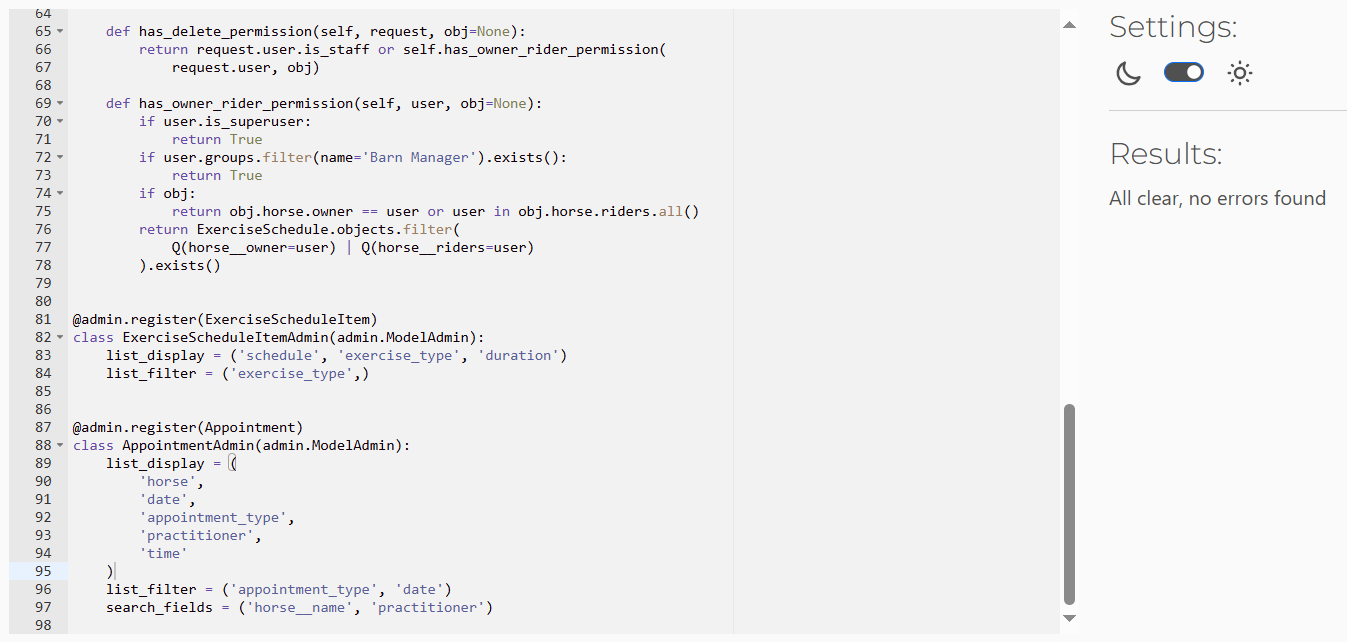 64
65     def has_delete_permission(self, request, obj=None):
66         return request.user.is_staff or self.has_owner_rider_permission(
67             request.user, obj)
68
69     def has_owner_rider_permission(self, user, obj=None):
70         if user.is_superuser:
71             return True
72         if user.groups.filter(name='Barn Manager').exists():
73             return True
74         if obj:
75             return obj.horse.owner == user or user in obj.horse.riders.all()
76         return ExerciseSchedule.objects.filter(
77             Q(horse__owner=user) | Q(horse__riders=user)
78         ).exists()
79
80
81 @admin.register(ExerciseScheduleItem)
82 class ExerciseScheduleItemAdmin(admin.ModelAdmin):
83     list_display = ('schedule', 'exercise_type', 'duration')
84     list_filter = ('exercise_type',)
85
86
87 @admin.register(Appointment)
88 class AppointmentAdmin(admin.ModelAdmin):
89     list_display = (
90         'horse',
91         'date',
92         'appointment_type',
93         'practitioner',
94         'time'
95     )
96     list_filter = ('appointment_type', 'date')
97     search_fields = ('horse__name', 'practitioner')
98
Settings:
Results:
All clear, no errors found